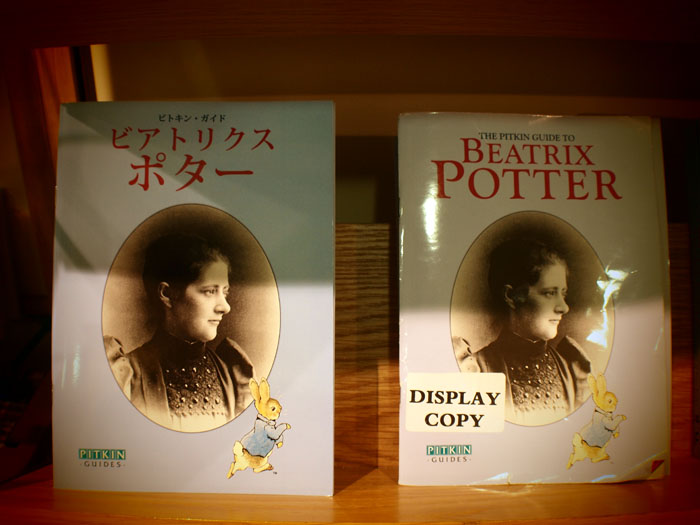 ピトキン・ガイド
ビアトリクス
ポター
PITKIN
GUIDES
THE PITKIN GUIDE TO
BEATRIX
POTTER
DISPLAY
COPY
PITKIN
·GUIDES·